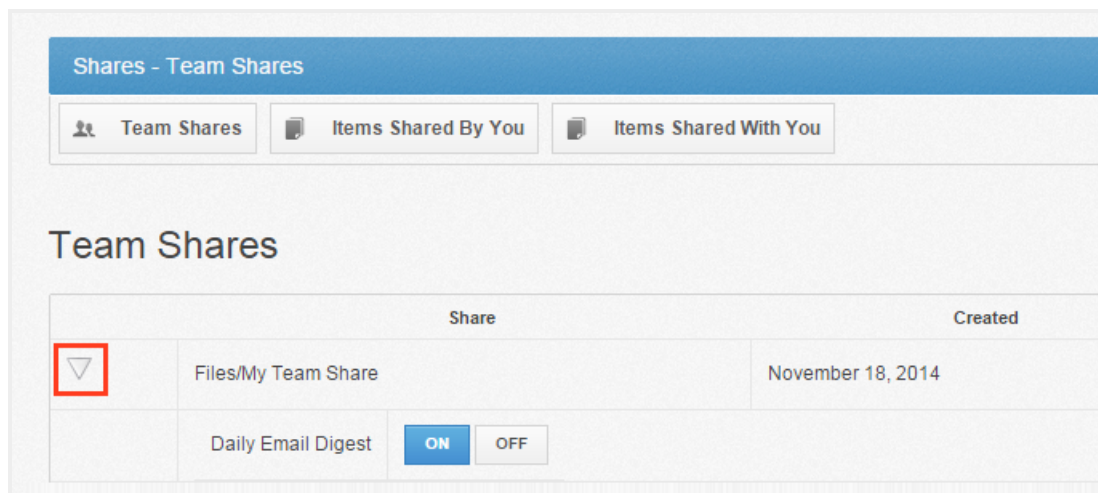 Shares - Team Shares
Team Shares Items Shared By You Items Shared With You
Team Shares
Share Created
Files/My Team Share November 18, 2014
Daily Email Digest ON OFF